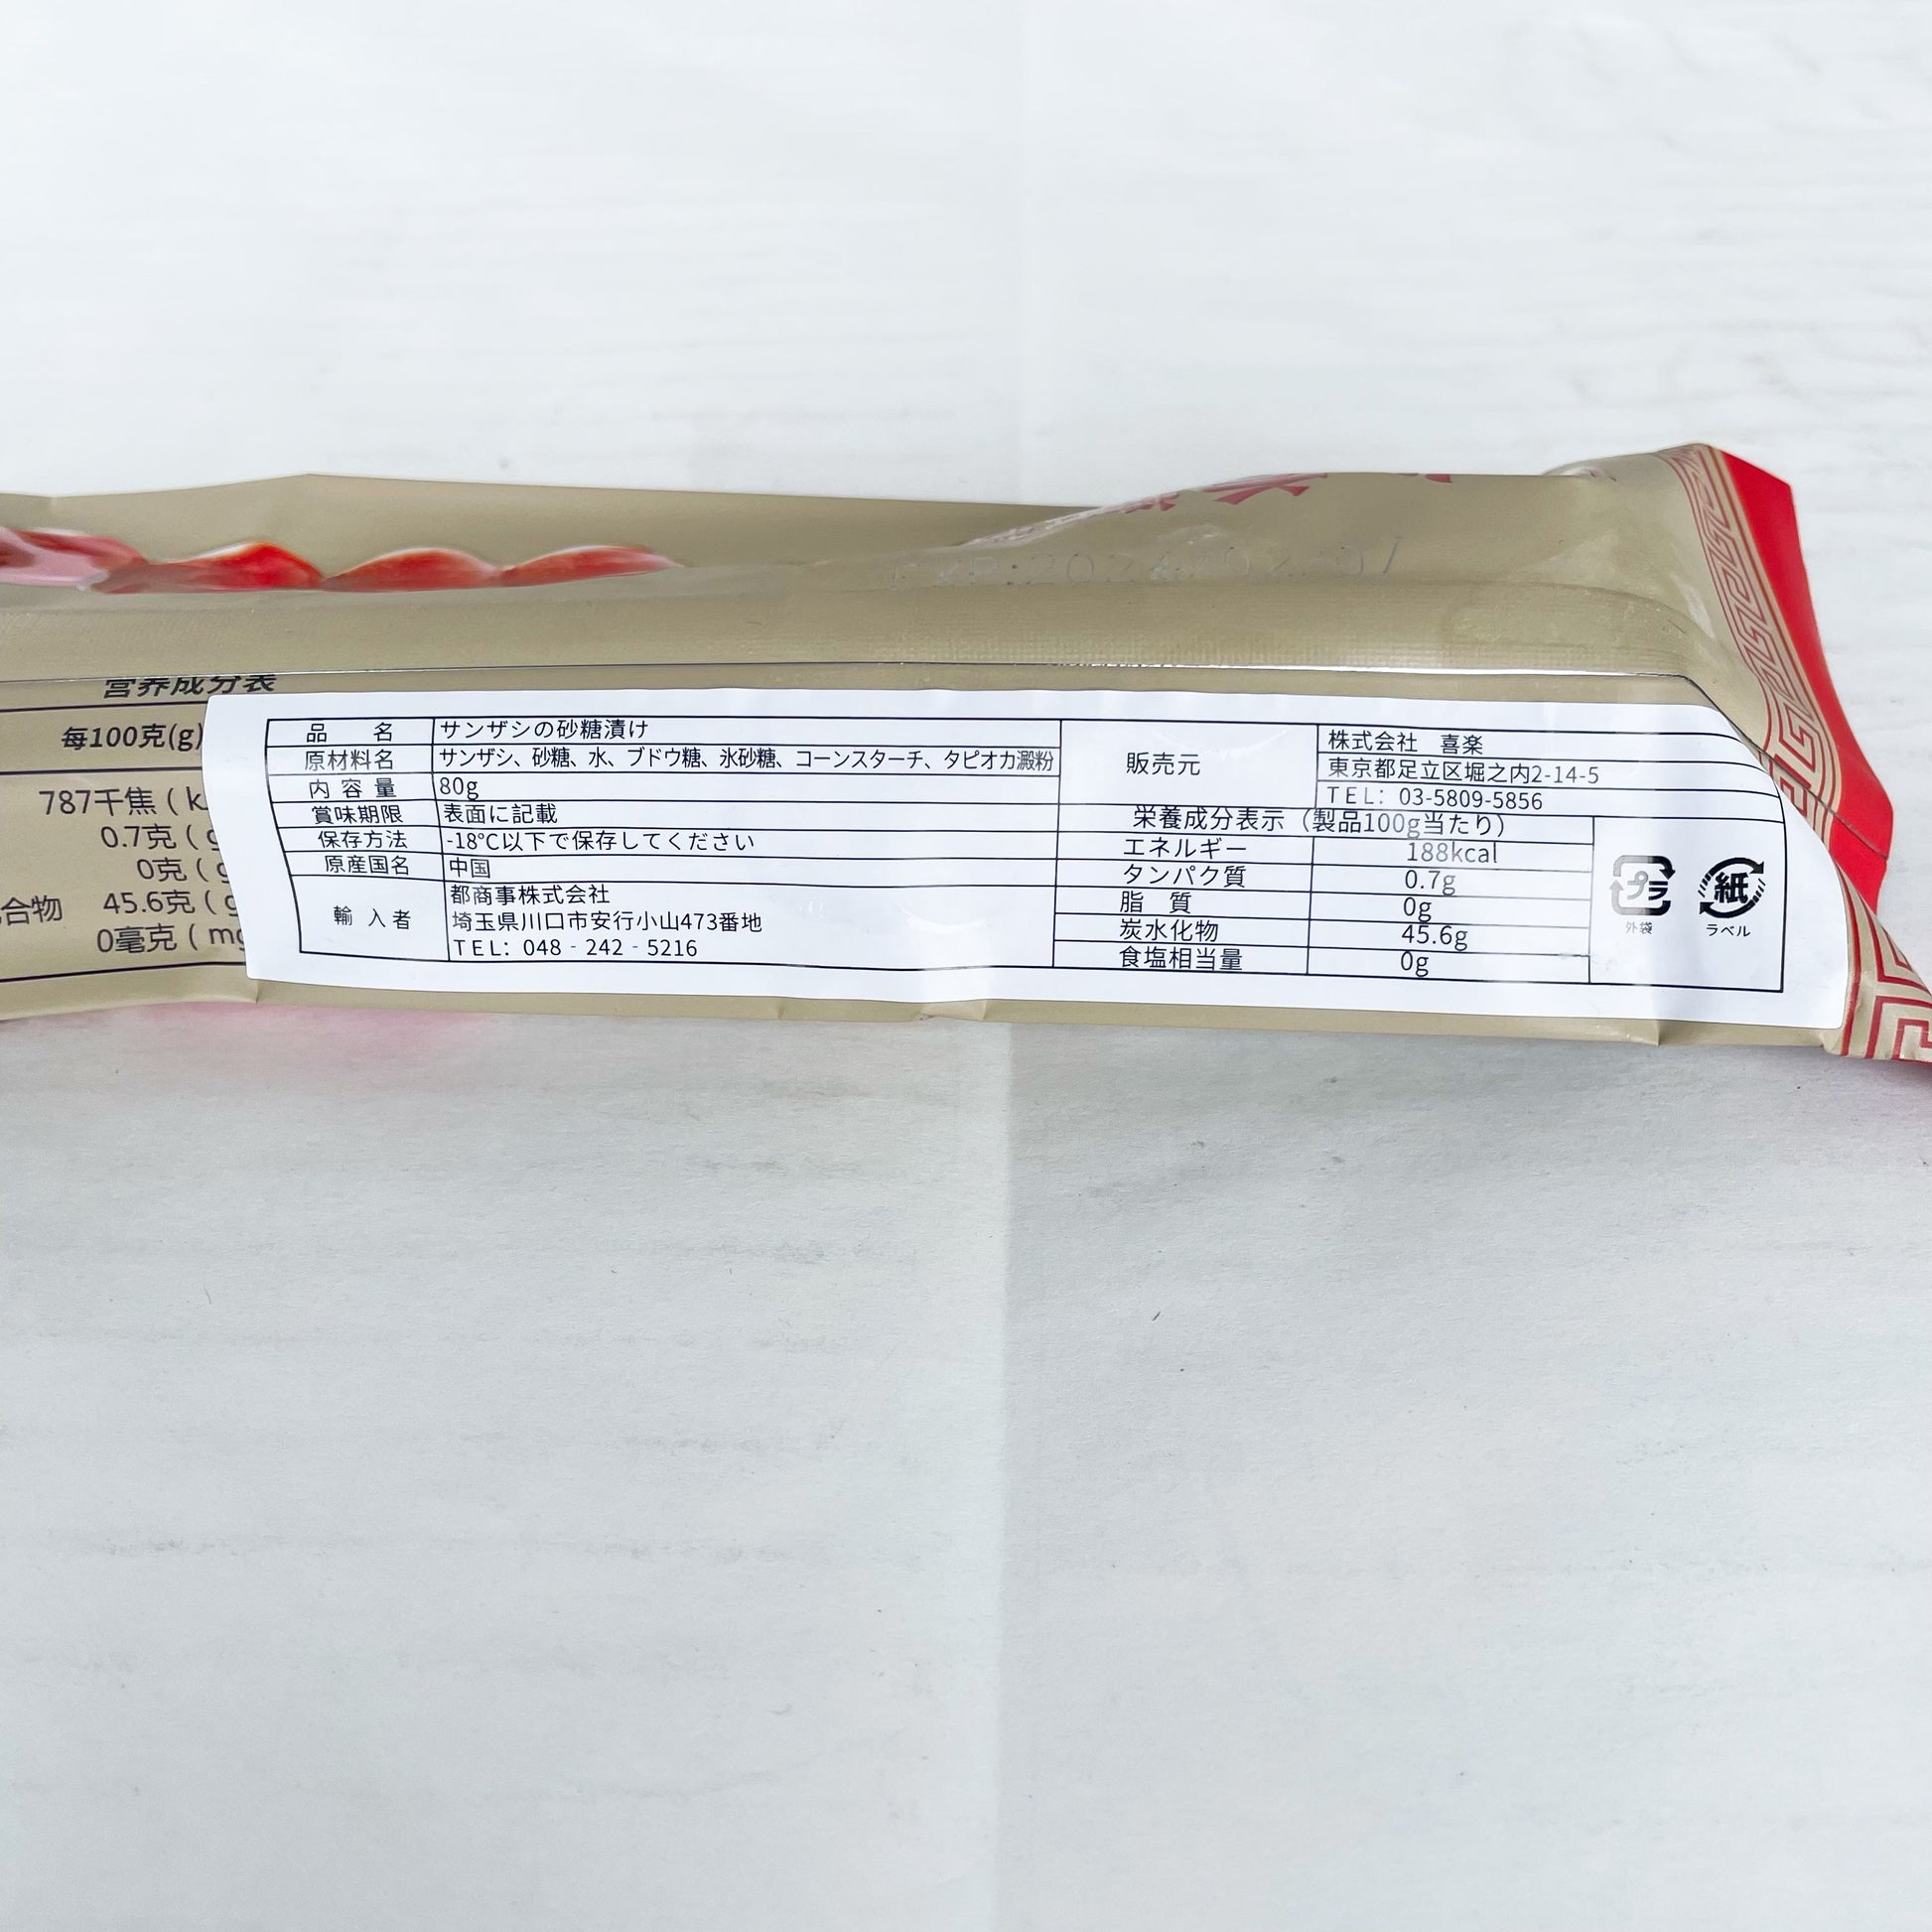 营养成分表
每100克(g)
787千焦 ( k
0.7克 (
0克 (
合物 45.6克 (
0毫克 ( mg
品 名 サンザシの砂糖漬け
原材料名 サンザシ、砂糖、水、ブドウ糖、氷砂糖、コーンスターチ、タピオカ澱粉
内 容 量 80g
賞味期限 表面に記載
保存方法 -18℃以下で保存してください
原産国名 中国
輸 入 者 都商事株式会社
埼玉県川口市安行小山473番地
TEL: 048‐242‐5216
販売元 株式会社 喜楽
東京都足立区堀之内2-14-5
TEL: 03-5809-5856
栄養成分表示（製品100g当たり）
エネルギー 188kcal
タンパク質 0.7g
脂 質 0g
炭水化物 45.6g
食塩相当量 0g
プラ
外袋
紙
ラベル